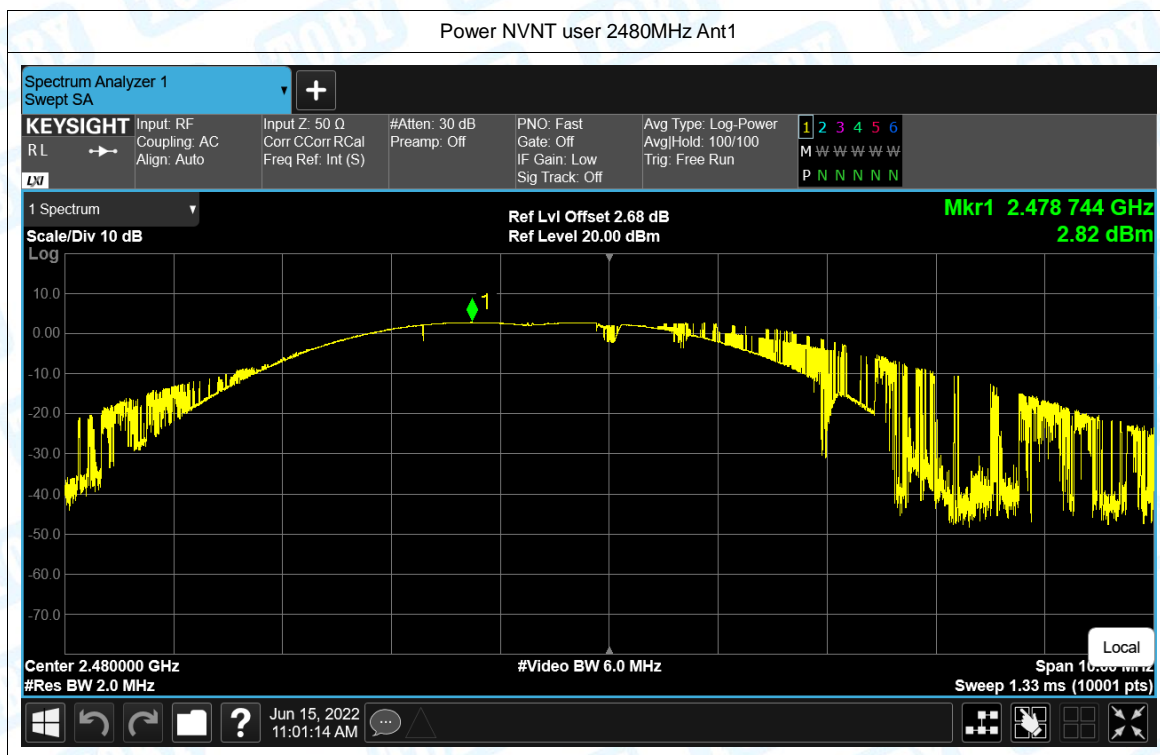 Power NVNT user 2480MHz Ant1
Spectrum Analyzer 1
Swept SA
KEYSIGHT
RL
LXI
Input: RF
Coupling: AC
Align: Auto
Input Z: 50 Ω
Corr CCorr RCal
Freq Ref: Int (S)
#Atten: 30 dB
Preamp: Off
PNO: Fast
Gate: Off
IF Gain: Low
Sig Track: Off
Avg Type: Log-Power
Avg|Hold: 100/100
Trig: Free Run
1 2 3 4 5 6
M W W W W W
P N N N N N
1 Spectrum
Scale/Div 10 dB
Ref Lvl Offset 2.68 dB
Ref Level 20.00 dBm
Mkr1 2.478 744 GHz
2.82 dBm
Log
10.0
0.00
-10.0
-20.0
-30.0
-40.0
-50.0
-60.0
-70.0
1
Local
Center 2.480000 GHz
#Res BW 2.0 MHz
#Video BW 6.0 MHz
Span 10.00 MHz
Sweep 1.33 ms (10001 pts)
Jun 15, 2022
11:01:14 AM
TOBY